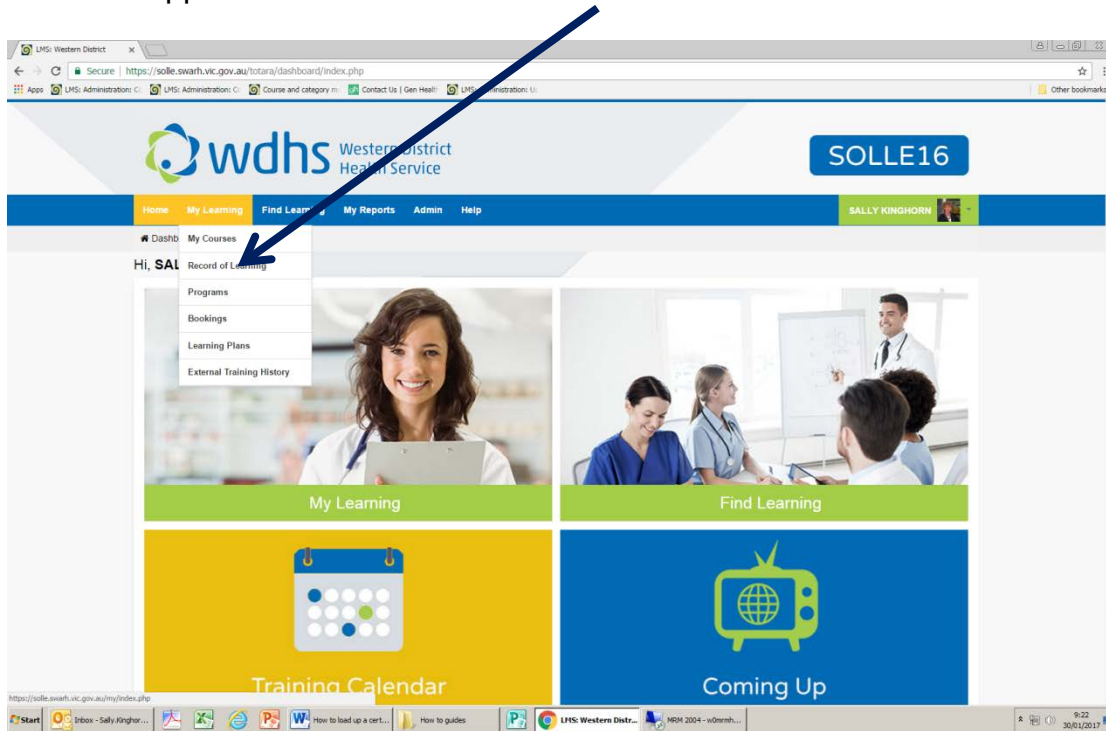 LMS: Western District
Secure | https://solle.swarh.vic.gov.au/totara/dashboard/index.php
Apps LMS: Administration: C LMS: Administration: C Course and category m Contact Us | Gen Healt LMS: Administration: U Other bookmarks
wdhs Western District
Health Service
SOLLE16
Home My Learning Find Learning My Reports Admin Help SALLY KINGHORN
Dashb
My Courses
Hi, SAL
Record of Learning
Programs
Bookings
Learning Plans
External Training History
My Learning Find Learning
Training Calendar Coming Up
https://solle.swarh.vic.gov.au/my/index.php
Start Inbox - Sally.Kinghor... How to load up a cert... How to guides LMS: Western Distr... MRM 2004 - w0mrmh... 9:22
30/01/2017